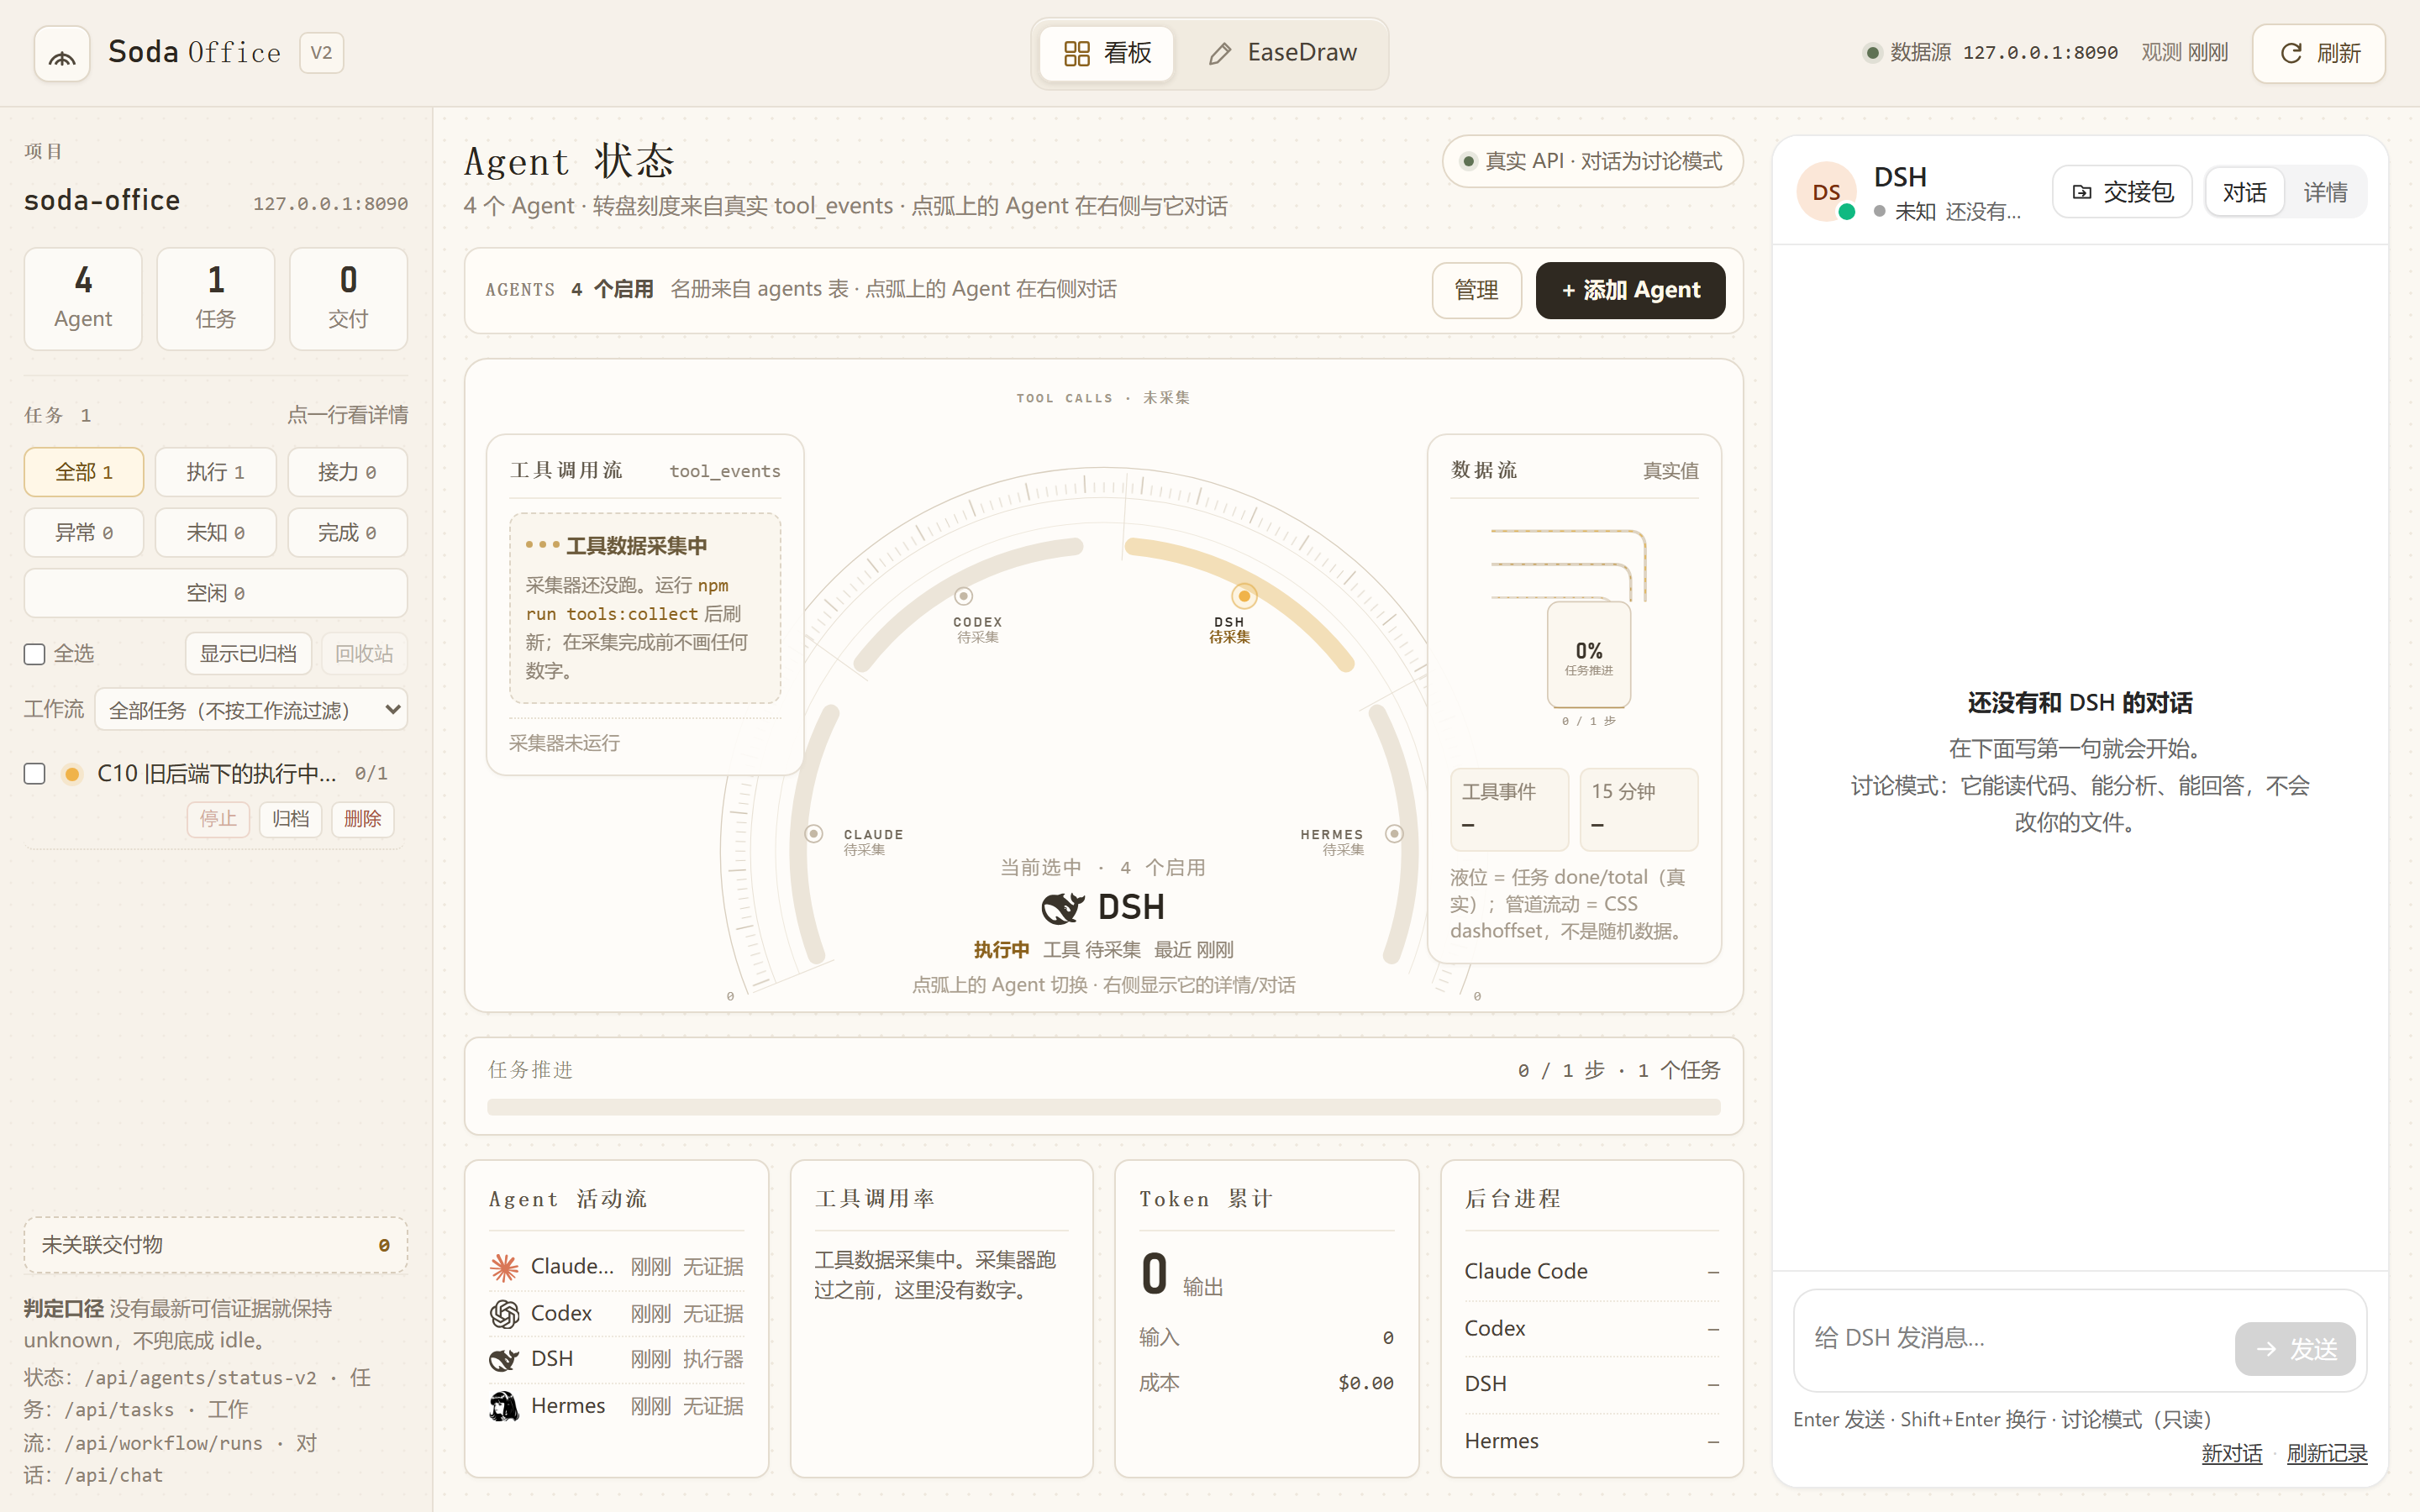 Soda Office V2
看板
EaseDraw
数据源 127.0.0.1:8090 观测 刚刚
刷新
项目
soda-office 127.0.0.1:8090
4 Agent
1 任务
0 交付
任务 1 点一行看详情
全部 1 执行 1 接力 0
异常 0 未知 0 完成 0
空闲 0
全选 显示已归档 回收站
工作流 全部任务（不按工作流过滤）
C10 旧后端下的执行中... 0/1
停止 归档 删除
未关联交付物 0
判定口径 没有最新可信证据就保持
unknown，不兜底成 idle。
状态：/api/agents/status-v2 · 任
务：/api/tasks · 工作
流：/api/workflow/runs · 对
话：/api/chat
Agent 状态
4 个 Agent · 转盘刻度来自真实 tool_events · 点弧上的 Agent 在右侧与它对话
真实 API · 对话为讨论模式
AGENTS 4 个启用 名册来自 agents 表 · 点弧上的 Agent 在右侧对话
管理
+ 添加 Agent
TOOL CALLS · 未采集
工具调用流 tool_events
工具数据采集中
采集器还没跑。运行 npm
run tools:collect 后刷
新；在采集完成前不画任何
数字。
采集器未运行
CODEX
待采集
DSH
待采集
CLAUDE
待采集
HERMES
待采集
当前选中 · 4 个启用
DSH
执行中 工具 待采集 最近 刚刚
点弧上的 Agent 切换 · 右侧显示它的详情/对话
0
0
数据流 真实值
0%
任务推进
0 / 1 步
工具事件
–
15 分钟
–
液位 = 任务 done/total（真
实）；管道流动 = CSS
dashoffset，不是随机数据。
任务推进 0 / 1 步 · 1 个任务
Agent 活动流
Claude... 刚刚 无证据
Codex 刚刚 无证据
DSH 刚刚 执行器
Hermes 刚刚 无证据
工具调用率
工具数据采集中。采集器跑
过之前，这里没有数字。
Token 累计
0 输出
输入 0
成本 $0.00
后台进程
Claude Code –
Codex –
DSH –
Hermes –
DS
DSH
未知 还没有...
交接包
对话 详情
还没有和 DSH 的对话
在下面写第一句就会开始。
讨论模式：它能读代码、能分析、能回答，不会
改你的文件。
给 DSH 发消息...
→ 发送
Enter 发送 · Shift+Enter 换行 · 讨论模式（只读）
新对话 · 刷新记录